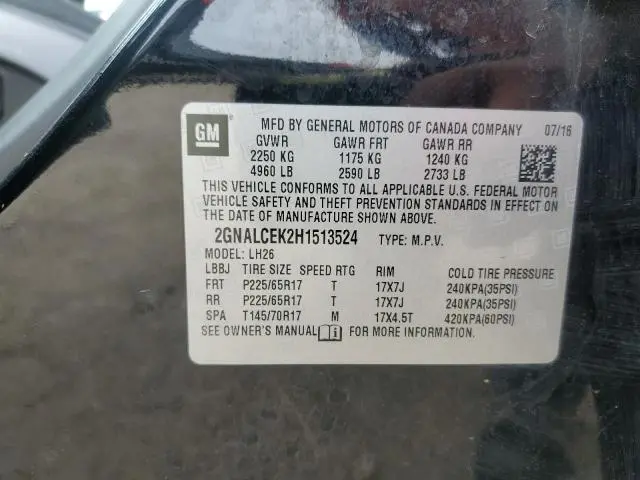 GM
MFD BY GENERAL MOTORS OF CANADA COMPANY 07/16
GVWR GAWR FRT GAWR RR
2250 KG 1175 KG 1240 KG
4960 LB 2590 LB 2733 LB
THIS VEHICLE CONFORMS TO ALL APPLICABLE U.S. FEDERAL MOTOR
VEHICLE SAFETY AND THEFT PREVENTION STANDARDS IN EFFECT ON
THE DATE OF MANUFACTURE SHOWN ABOVE.
2GNALCEK2H1513524 TYPE: M.P.V.
MODEL: LH26
LBBJ TIRE SIZE SPEED RTG RIM COLD TIRE PRESSURE
FRT P225/65R17 T 17X7J 240KPA(35PSI)
RR P225/65R17 T 17X7J 240KPA(35PSI)
SPA T145/70R17 M 17X4.5T 420KPA(60PSI)
SEE OWNER'S MANUAL FOR MORE INFORMATION.